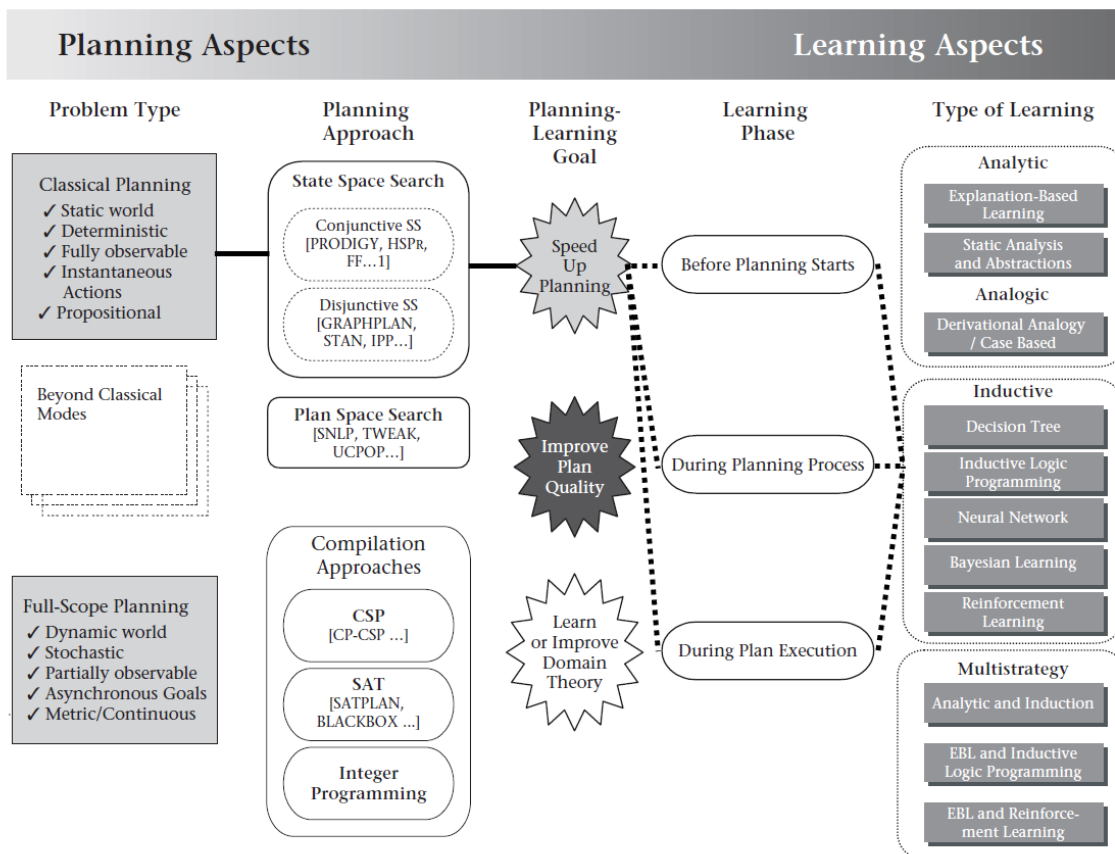 Planning Aspects
Learning Aspects
Problem Type
Planning
Approach
Planning-
Learning
Goal
Learning
Phase
Type of Learning
Classical Planning
✓ Static world
✓ Deterministic
✓ Fully observable
✓ Instantaneous
Actions
✓ Propositional
Beyond Classical
Modes
Full-Scope Planning
✓ Dynamic world
✓ Stochastic
✓ Partially observable
✓ Asynchronous Goals
✓ Metric/Continuous
State Space Search
Conjunctive SS
[PRODIGY, HSPR,
FF…1]
Disjunctive SS
[GRAPHPLAN,
STAN, IPP…]
Plan Space Search
[SNLP, TWEAK,
UCPOP…]
Compilation
Approaches
CSP
[CP-CSP …]
SAT
[SATPLAN,
BLACKBOX …]
Integer
Programming
Speed
Up
Planning
Improve
Plan
Quality
Learn
or Improve
Domain
Theory
Before Planning Starts
During Planning Process
During Plan Execution
Analytic
Explanation-Based
Learning
Static Analysis
and Abstractions
Analogic
Derivational Analogy
/ Case Based
Inductive
Decision Tree
Inductive Logic
Programming
Neural Network
Bayesian Learning
Reinforcement
Learning
Multistrategy
Analytic and Induction
EBL and Inductive
Logic Programming
EBL and Reinforce-
ment Learning